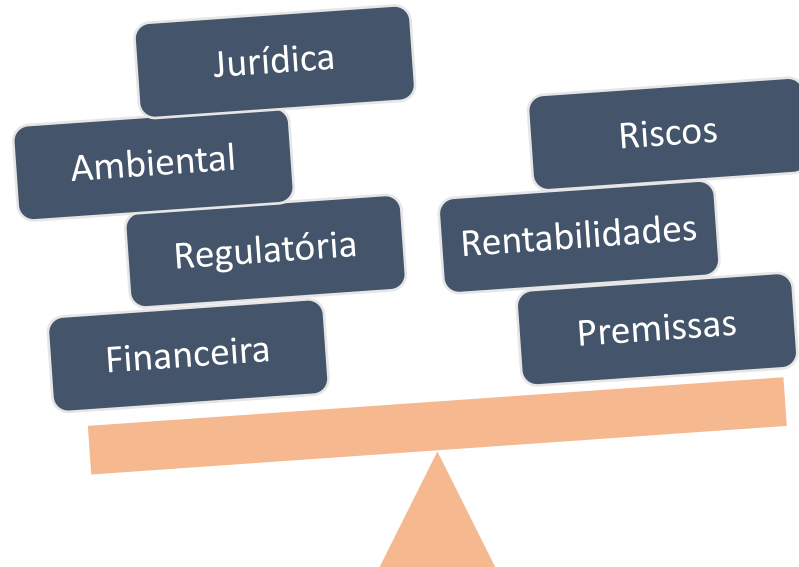 Jurídica
Ambiental
Regulatória
Financeira
Riscos
Rentabilidades
Premissas